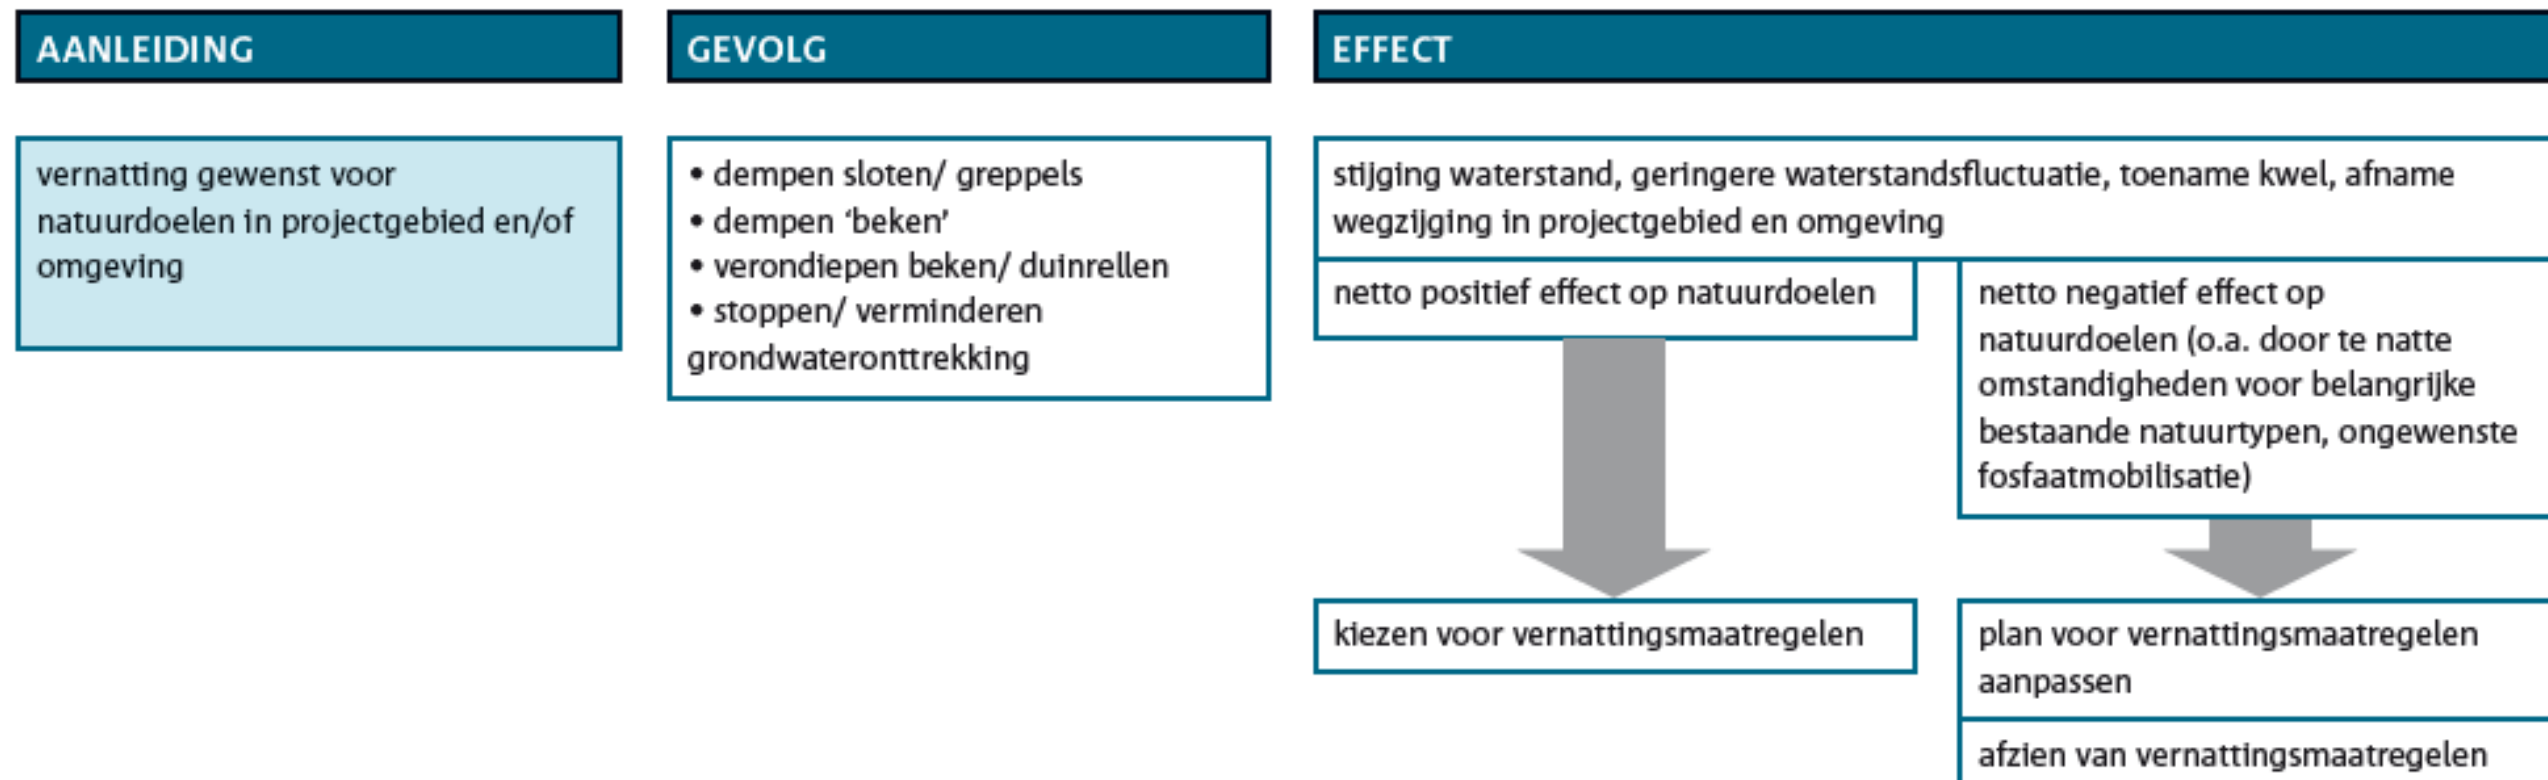 AANLEIDING
GEVOLG
EFFECT
vernatting gewenst voor
natuurdoelen in projectgebied en/of
omgeving
• dempen sloten/ greppels
• dempen ‘beken’
• verondiepen beken/ duinrellen
• stoppen/ verminderen
grondwateronttrekking
stijging waterstand, geringere waterstandsfluctuatie, toename kwel, afname
wegzijging in projectgebied en omgeving
netto positief effect op natuurdoelen
netto negatief effect op
natuurdoelen (o.a. door te natte
omstandigheden voor belangrijke
bestaande natuurtypen, ongewenste
fosfaatmobilisatie)
kiezen voor vernattingsmaatregelen
plan voor vernattingsmaatregelen
aanpassen
afzien van vernattingsmaatregelen